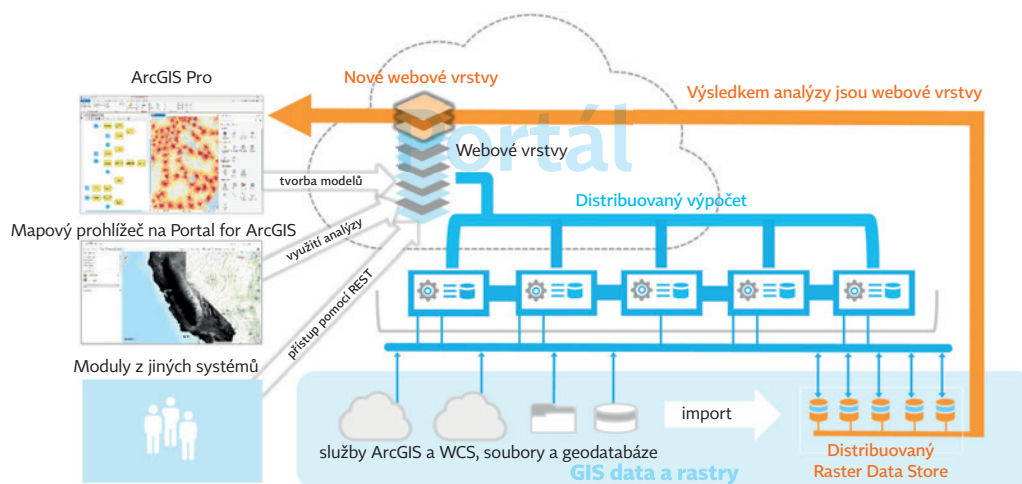 ArcGIS Pro
Nové webové vrstvy
Výsledkem analýzy jsou webové vrstvy
Portál
Webové vrstvy
tvorba modelů
Distribuovaný výpočet
Mapový prohlížeč na Portal for ArcGIS
využití analýzy
přístup pomocí REST
Moduly z jiných systémů
import
služby ArcGIS a WCS, soubory a geodatabáze
GIS data a rastry
Distribuovaný
Raster Data Store